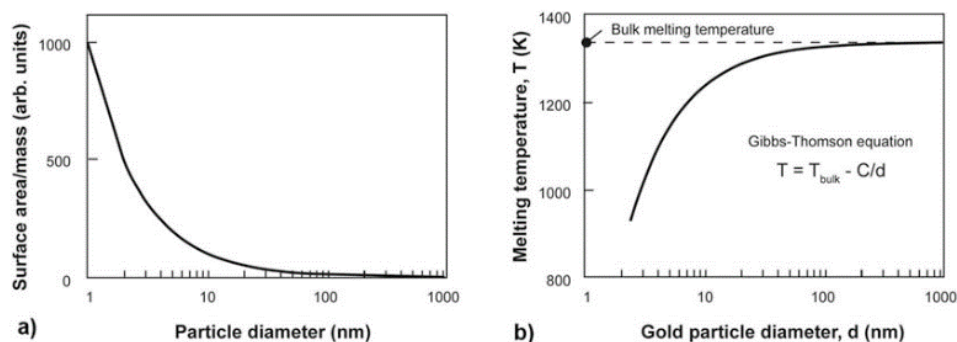 1000
500
0
Surface area/mass (arb. units)
1
10
100
1000
Particle diameter (nm)
a)
1400
1200
1000
800
Melting temperature, T (K)
Bulk melting temperature
Gibbs-Thomson equation
T = Tbulk - C/d
1
10
100
1000
Gold particle diameter, d (nm)
b)